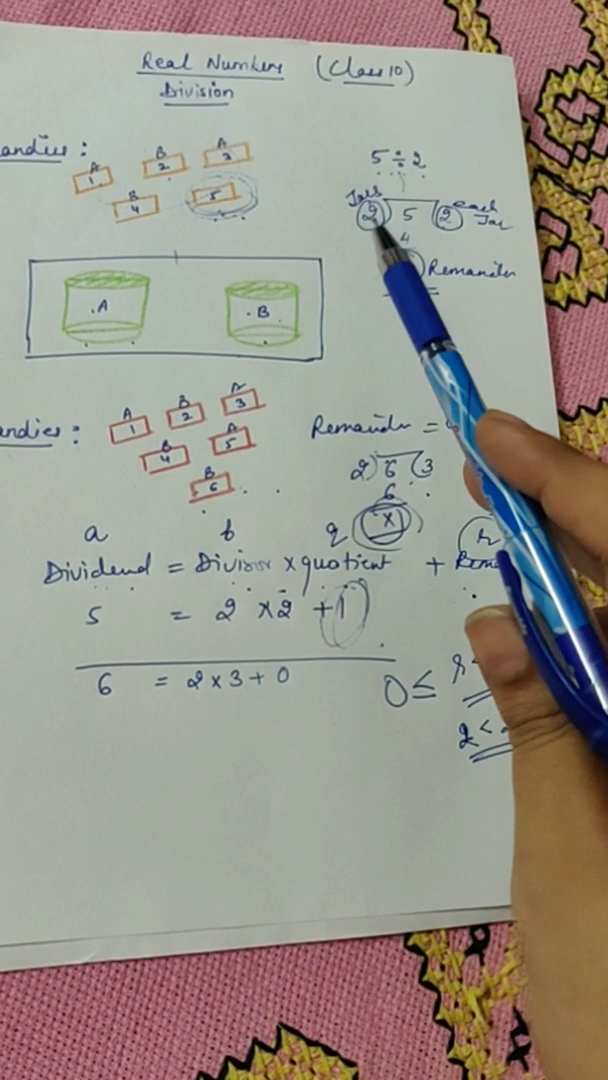 Real Numbers (Class 10)
Division
andies :
A 1 B 2 A 3
B 4 5
5 ÷ 2
Jars each Jar
2) 5 (2
4
Remainder
A B
andies :
A 1 B 2 A 3
B 4 A 5
B 6
Remainder =
2) 6 (3
6
x
a b q r
Dividend = Divisor x quotient +
5 = 2 x 2 + 1
6 = 2 x 3 + 0
0 ≤ r